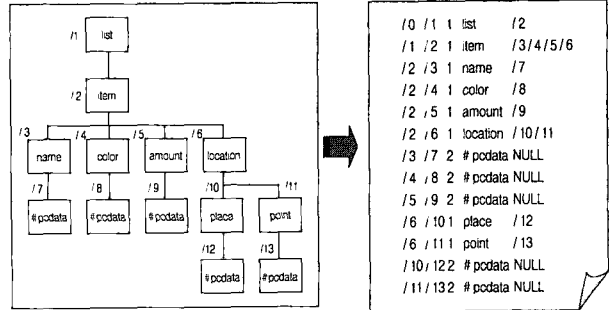 /1 list
/2 item
/3 /4 /5 /6
name color amount location
/7 /8 /9 /10 /11
#pcdata #pcdata #pcdata place point
/12 /13
#pcdata #pcdata
/0 /1 1 list /2
/1 /2 1 item /3/4/5/6
/2 /3 1 name /7
/2 /4 1 color /8
/2 /5 1 amount /9
/2 /6 1 location /10/11
/3 /7 2 #pcdata NULL
/4 /8 2 #pcdata NULL
/5 /9 2 #pcdata NULL
/6 /10 1 place /12
/6 /11 1 point /13
/10 /12 2 #pcdata NULL
/11 /13 2 #pcdata NULL